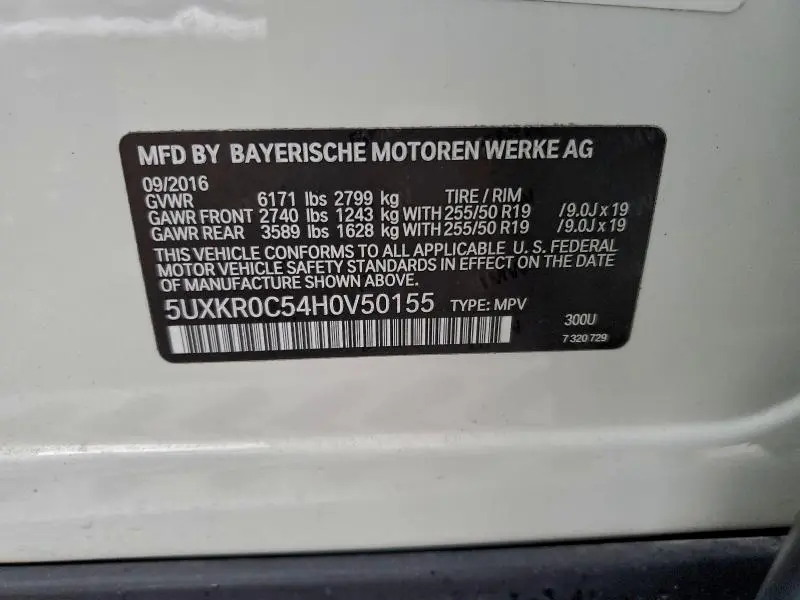 MFD BY BAYERISCHE MOTOREN WERKE AG
09/2016
GVWR 6171 lbs 2799 kg TIRE / RIM
GAWR FRONT 2740 lbs 1243 kg WITH 255/50 R19 /9.0J x 19
GAWR REAR 3589 lbs 1628 kg WITH 255/50 R19 /9.0J x 19
THIS VEHICLE CONFORMS TO ALL APPLICABLE U. S. FEDERAL
MOTOR VEHICLE SAFETY STANDARDS IN EFFECT ON THE DATE
OF MANUFACTURE SHOWN ABOVE.
5UXKR0C54H0V50155 TYPE: MPV
300U
7 320 729